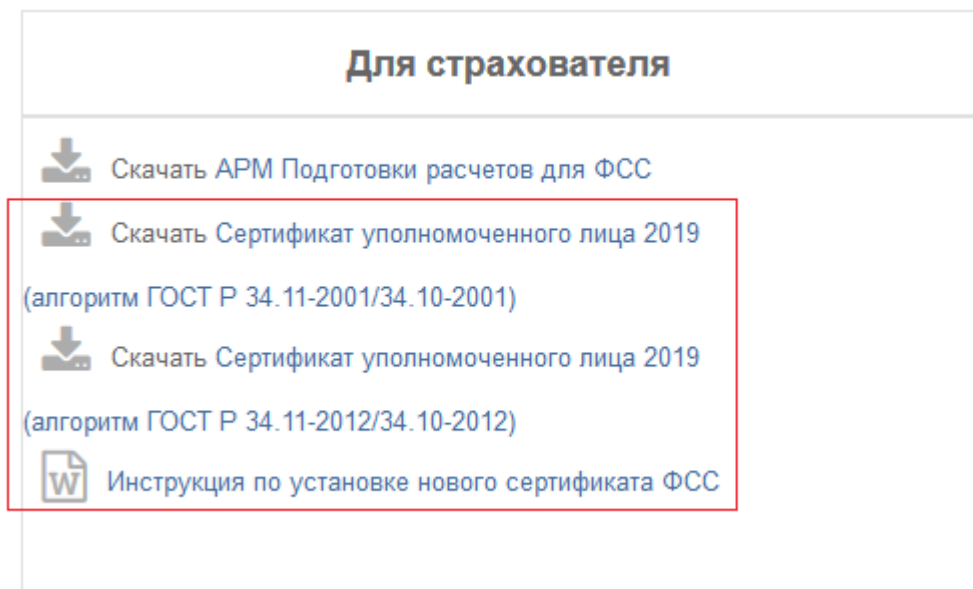 Для страхователя
Скачать АРМ Подготовки расчетов для ФСС
Скачать Сертификат уполномоченного лица 2019
(алгоритм ГОСТ Р 34.11-2001/34.10-2001)
Скачать Сертификат уполномоченного лица 2019
(алгоритм ГОСТ Р 34.11-2012/34.10-2012)
W Инструкция по установке нового сертификата ФСС